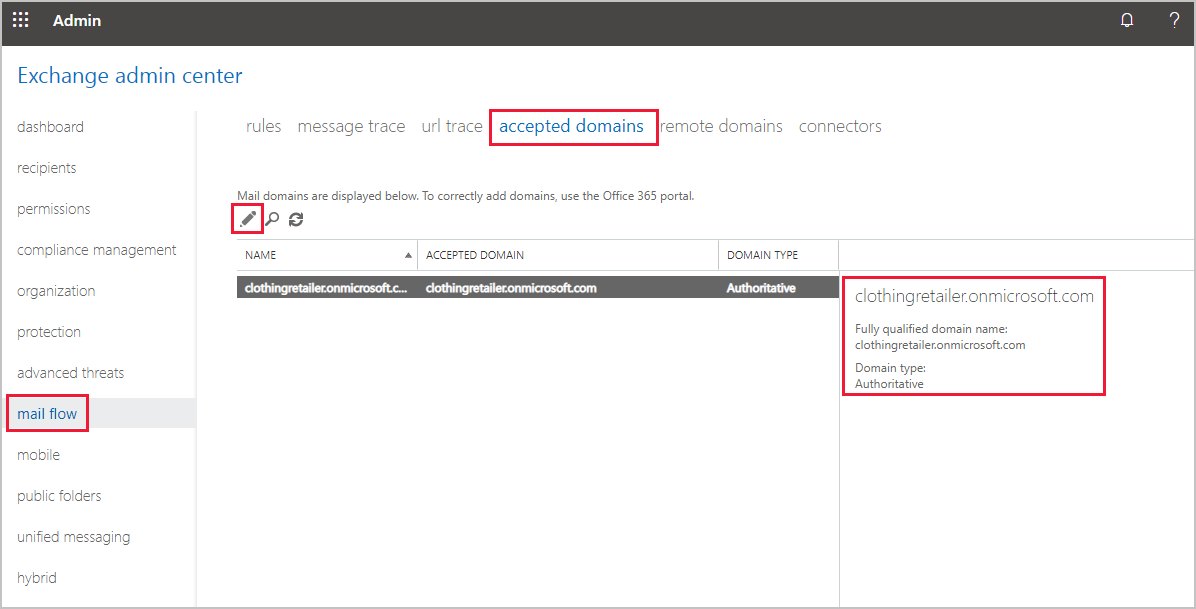 Admin
?
Exchange admin center
dashboard
recipients
permissions
compliance management
organization
protection
advanced threats
mail flow
mobile
public folders
unified messaging
hybrid
rules message trace url trace accepted domains remote domains connectors
Mail domains are displayed below. To correctly add domains, use the Office 365 portal.
NAME ACCEPTED DOMAIN DOMAIN TYPE
clothingretailer.onmicrosoft.c... clothingretailer.onmicrosoft.com Authoritative
clothingretailer.onmicrosoft.com
Fully qualified domain name:
clothingretailer.onmicrosoft.com
Domain type:
Authoritative